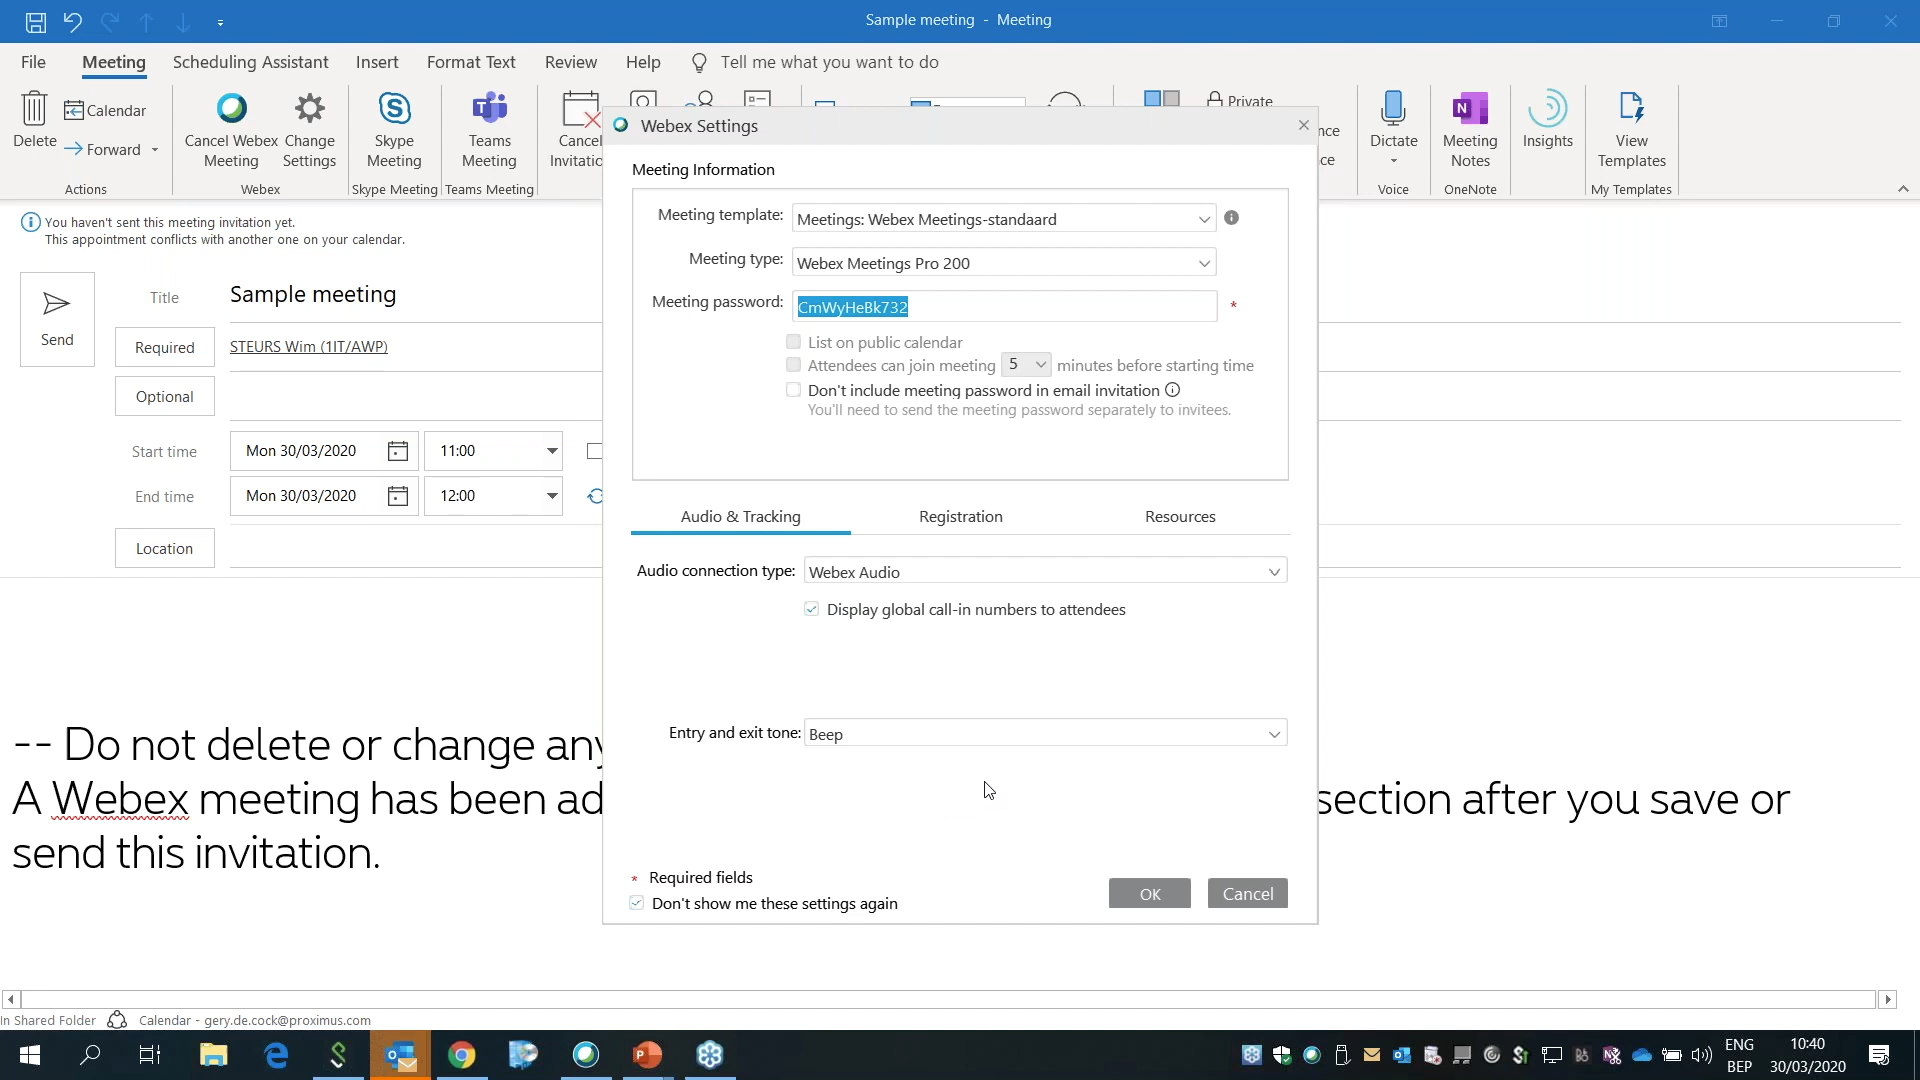 Sample meeting - Meeting
File Meeting Scheduling Assistant Insert Format Text Review Help Tell me what you want to do
Delete
Calendar
Forward
Actions
Cancel Webex
Meeting
Change
Settings
Webex
Skype
Meeting
Skype Meeting
Teams
Meeting
Teams Meeting
Cancel
Invitatio
Private
nce
ce
Dictate
Voice
Meeting
Notes
OneNote
Insights
View
Templates
My Templates
You haven't sent this meeting invitation yet.
This appointment conflicts with another one on your calendar.
Send
Title
Sample meeting
Required
STEURS Wim (1IT/AWP)
Optional
Start time
Mon 30/03/2020
11:00
End time
Mon 30/03/2020
12:00
Location
Webex Settings
Meeting Information
Meeting template: Meetings: Webex Meetings-standaard
Meeting type: Webex Meetings Pro 200
Meeting password: CmWyHeBk732 *
List on public calendar
Attendees can join meeting 5 minutes before starting time
Don't include meeting password in email invitation
You'll need to send the meeting password separately to invitees.
Audio & Tracking Registration Resources
Audio connection type: Webex Audio
Display global call-in numbers to attendees
Entry and exit tone: Beep
* Required fields
Don't show me these settings again
OK
Cancel
-- Do not delete or change any
A Webex meeting has been ad
section after you save or
send this invitation.
In Shared Folder Calendar - gery.de.cock@proximus.com
ENG
BEP
10:40
30/03/2020